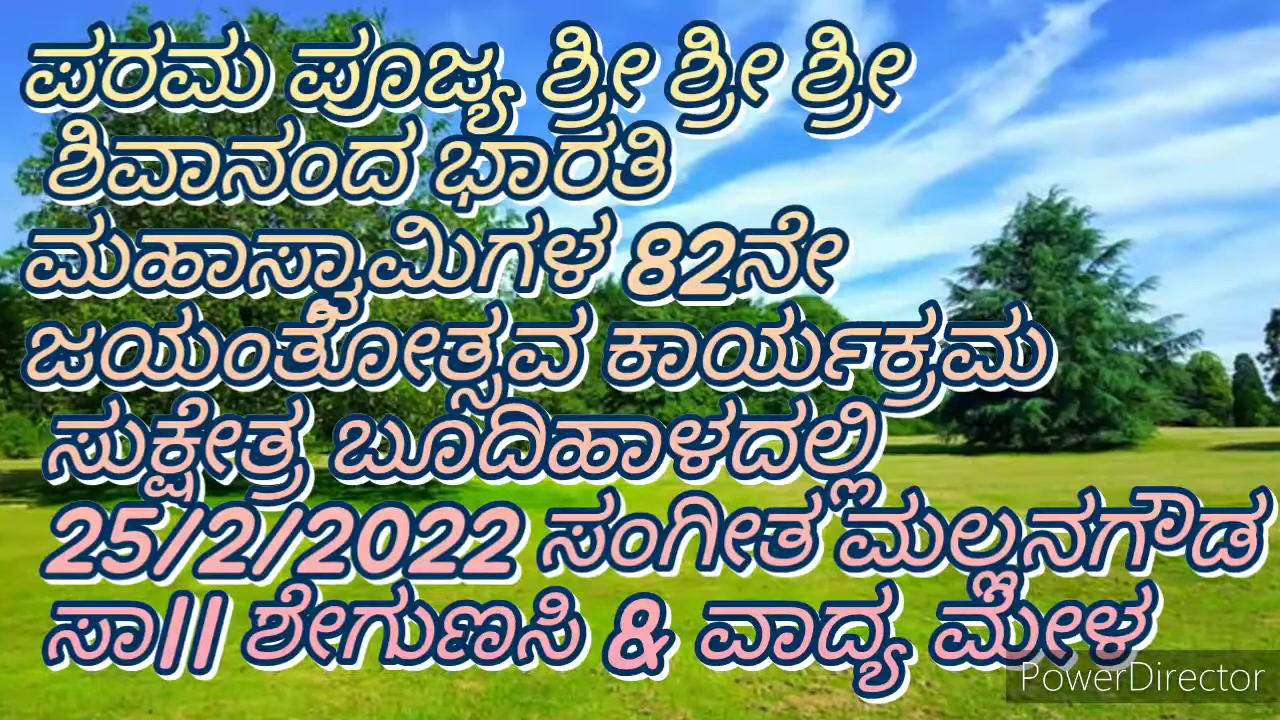 ಪರಮ ಪೂಜ್ಯ ಶ್ರೀ ಶ್ರೀ ಶ್ರೀ
ಶಿವಾನಂದ ಭಾರತಿ
ಮಹಾಸ್ವಾಮಿಗಳ 82ನೇ
ಜಯಂತೋತ್ಸವ ಕಾರ್ಯಕ್ರಮ
ಸುಕ್ಷೇತ್ರ ಬೂದಿಹಾಳದಲ್ಲಿ
25/2/2022 ಸಂಗೀತ ಮಲ್ಲನಗೌಡ
ಸಾ|| ಶೇಗುಣಸಿ & ವಾದ್ಯ ಮೇಳ
PowerDirector